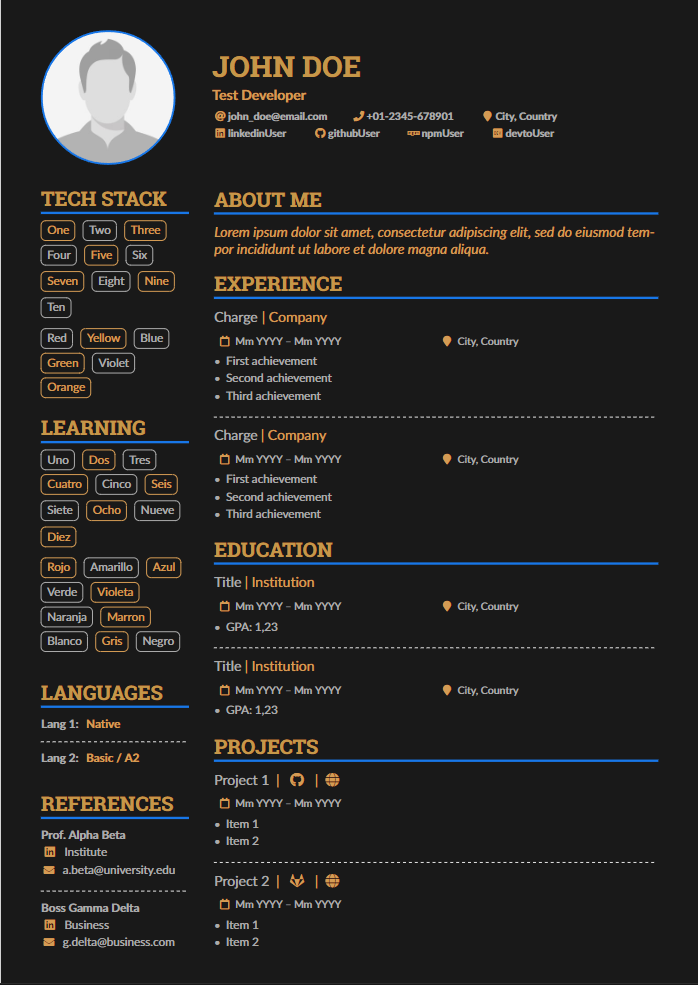 JOHN DOE
Test Developer
john_doe@email.com +01-2345-678901 City, Country
linkedinUser githubUser npmUser devtoUser
TECH STACK
One Two Three
Four Five Six
Seven Eight Nine
Ten
Red Yellow Blue
Green Violet
Orange
LEARNING
Uno Dos Tres
Cuatro Cinco Seis
Siete Ocho Nueve
Diez
Rojo Amarillo Azul
Verde Violeta
Naranja Marron
Blanco Gris Negro
LANGUAGES
Lang 1: Native
Lang 2: Basic / A2
REFERENCES
Prof. Alpha Beta
Institute
a.beta@university.edu
Boss Gamma Delta
Business
g.delta@business.com
ABOUT ME
Lorem ipsum dolor sit amet, consectetur adipiscing elit, sed do eiusmod tem-
por incididunt ut labore et dolore magna aliqua.
EXPERIENCE
Charge | Company
Mm YYYY – Mm YYYY City, Country
• First achievement
• Second achievement
• Third achievement
Charge | Company
Mm YYYY – Mm YYYY City, Country
• First achievement
• Second achievement
• Third achievement
EDUCATION
Title | Institution
Mm YYYY – Mm YYYY City, Country
• GPA: 1,23
Title | Institution
Mm YYYY – Mm YYYY City, Country
• GPA: 1,23
PROJECTS
Project 1 | |
Mm YYYY – Mm YYYY
• Item 1
• Item 2
Project 2 | |
Mm YYYY – Mm YYYY
• Item 1
• Item 2